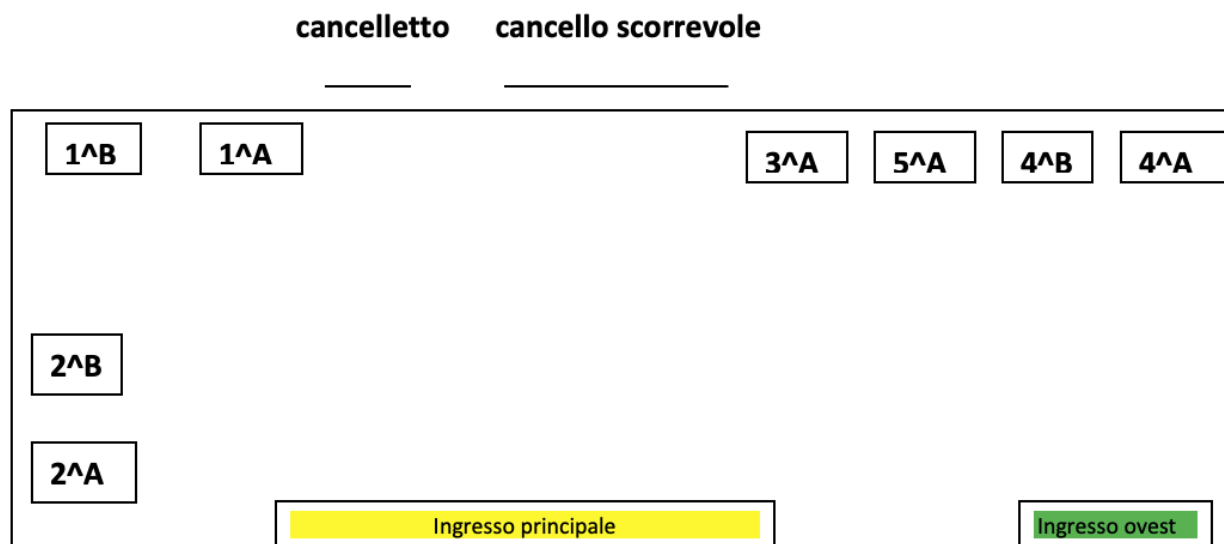 cancelletto cancello scorrevole
1^B 1^A 3^A 5^A 4^B 4^A
2^B
2^A
Ingresso principale Ingresso ovest